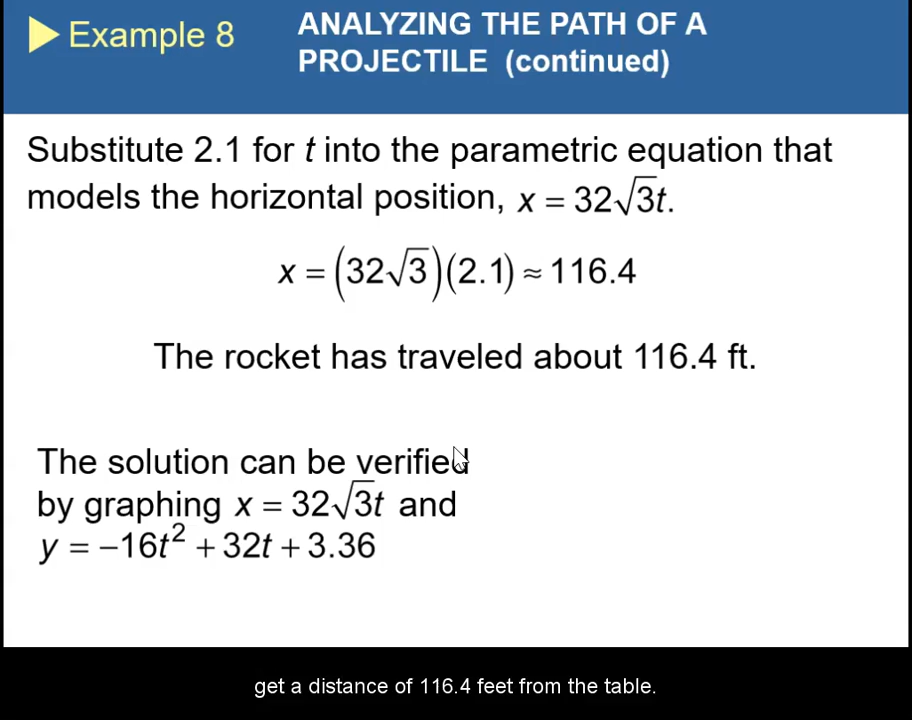 Example 8
ANALYZING THE PATH OF A
PROJECTILE (continued)
Substitute 2.1 for t into the parametric equation that
models the horizontal position, x = 32√3t.
x = (32√3)(2.1) ≈ 116.4
The rocket has traveled about 116.4 ft.
The solution can be verified
by graphing x = 32√3t and
y = −16t² + 32t + 3.36
get a distance of 116.4 feet from the table.